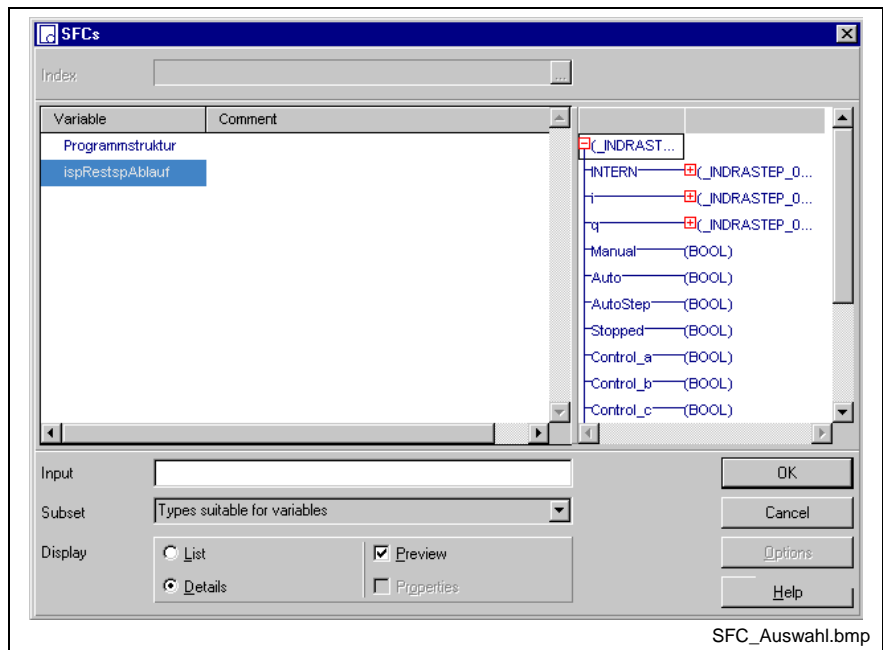 SFCs
Index
...
Variable Comment
Programmstruktur
ispRestspAblauf
(_INDRAST...
INTERN (_INDRASTEP_0...
i (_INDRASTEP_0...
q (_INDRASTEP_0...
Manual (BOOL)
Auto (BOOL)
AutoStep (BOOL)
Stopped (BOOL)
Control_a (BOOL)
Control_b (BOOL)
Control_c (BOOL)
Input
OK
Subset Types suitable for variables
Cancel
Display List Preview
Options
Details Properties
Help
SFC_Auswahl.bmp